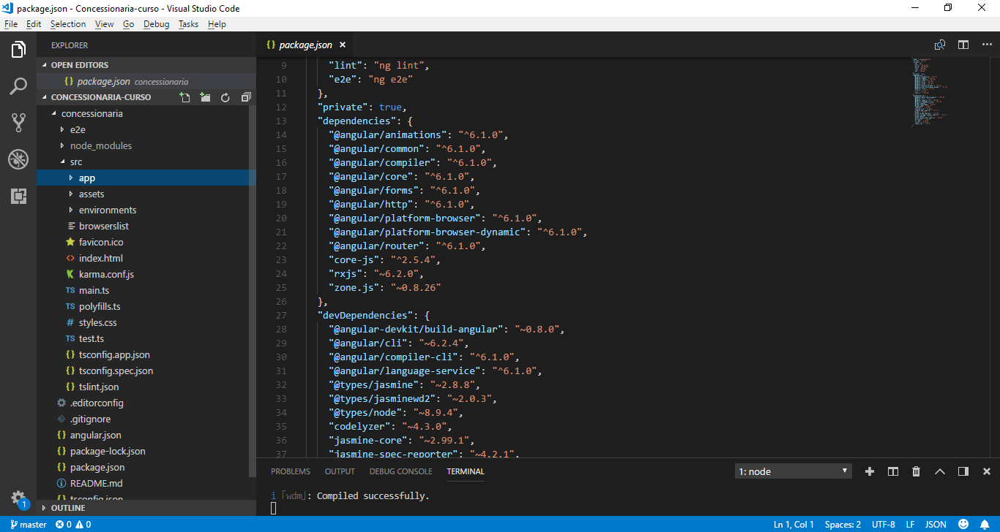 package.json - Concessionaria-curso - Visual Studio Code
File Edit Selection View Go Debug Tasks Help
EXPLORER
OPEN EDITORS
package.json concessionaria
CONCESSIONARIA-CURSO
concessionaria
e2e
node_modules
src
app
assets
environments
browserslist
favicon.ico
index.html
karma.conf.js
TS main.ts
TS polyfills.ts
# styles.css
TS test.ts
{} tsconfig.app.json
{} tsconfig.spec.json
{} tslint.json
.editorconfig
.gitignore
{} angular.json
{} package-lock.json
{} package.json
README.md
{} tsconfig.json
OUTLINE
1
{} package.json ×
9 "lint": "ng lint",
10 "e2e": "ng e2e"
11 },
12 "private": true,
13 "dependencies": {
14 "@angular/animations": "^6.1.0",
15 "@angular/common": "^6.1.0",
16 "@angular/compiler": "^6.1.0",
17 "@angular/core": "^6.1.0",
18 "@angular/forms": "^6.1.0",
19 "@angular/http": "^6.1.0",
20 "@angular/platform-browser": "^6.1.0",
21 "@angular/platform-browser-dynamic": "^6.1.0",
22 "@angular/router": "^6.1.0",
23 "core-js": "^2.5.4",
24 "rxjs": "~6.2.0",
25 "zone.js": "~0.8.26"
26 },
27 "devDependencies": {
28 "@angular-devkit/build-angular": "~0.8.0",
29 "@angular/cli": "~6.2.4",
30 "@angular/compiler-cli": "^6.1.0",
31 "@angular/language-service": "^6.1.0",
32 "@types/jasmine": "~2.8.8",
33 "@types/jasminewd2": "~2.0.3",
34 "@types/node": "~8.9.4",
35 "codelyzer": "~4.3.0",
36 "jasmine-core": "~2.99.1",
37 "jasmine-spec-reporter": "~4.2.1",
PROBLEMS OUTPUT DEBUG CONSOLE TERMINAL
1: node
i ｢wdm｣: Compiled successfully.
master 0 0
Ln 1, Col 1 Spaces: 2 UTF-8 LF JSON